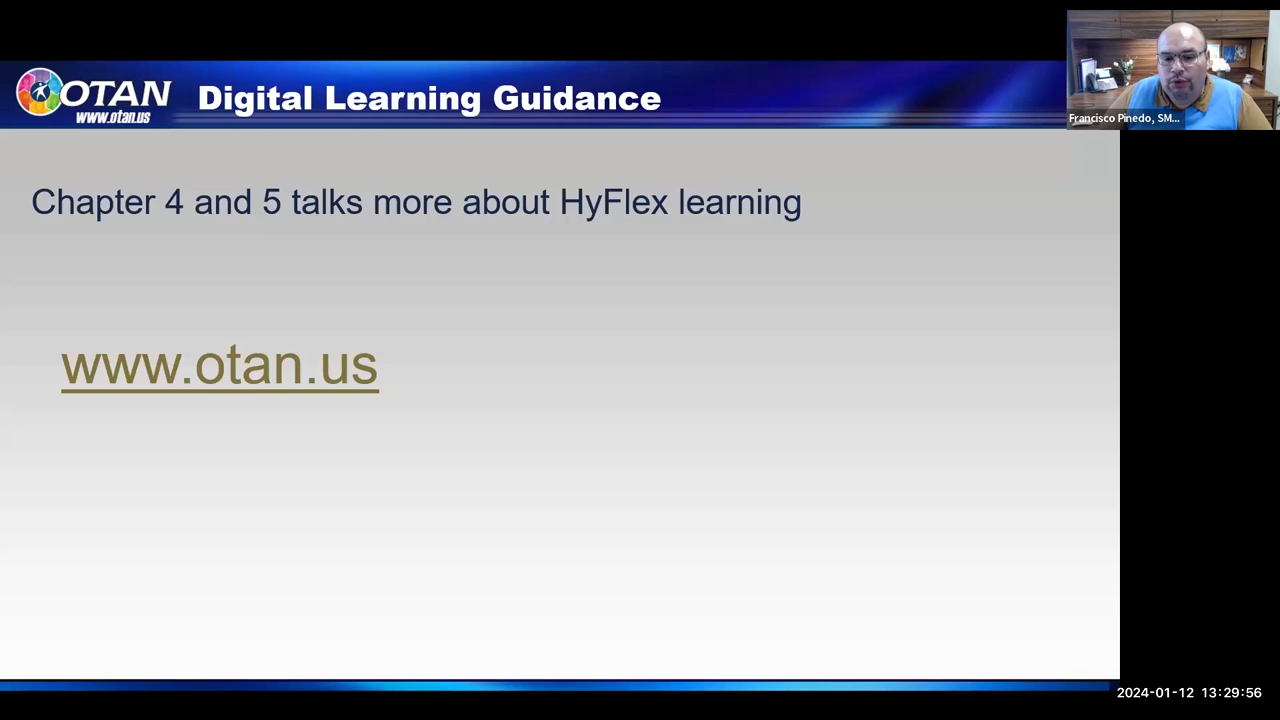 OTAN
www.otan.us
Digital Learning Guidance
Francisco Pinedo, SM...
Chapter 4 and 5 talks more about HyFlex learning
www.otan.us
2024-01-12 13:29:56